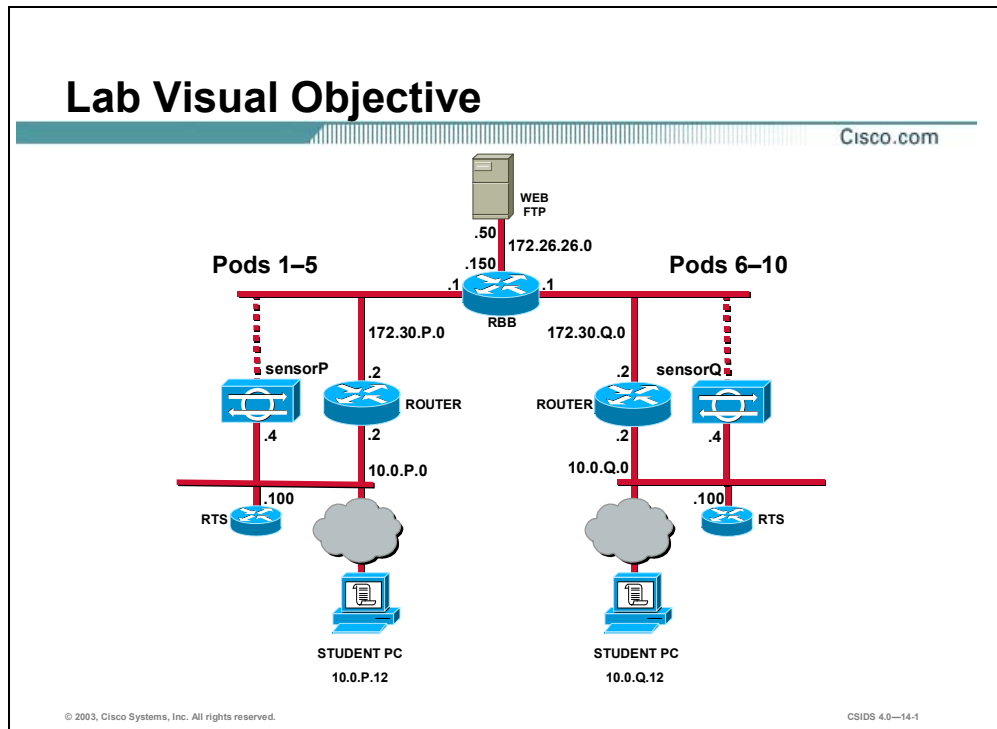 Lab Visual Objective
Cisco.com
WEB
FTP
.50
172.26.26.0
Pods 1–5
.150
Pods 6–10
.1
.1
RBB
172.30.P.0
172.30.Q.0
sensorP
.2
.2
sensorQ
ROUTER
ROUTER
.4
.2
.2
.4
10.0.P.0
10.0.Q.0
.100
.100
RTS
RTS
STUDENT PC
STUDENT PC
10.0.P.12
10.0.Q.12
© 2003, Cisco Systems, Inc. All rights reserved.
CSIDS 4.0—14-1